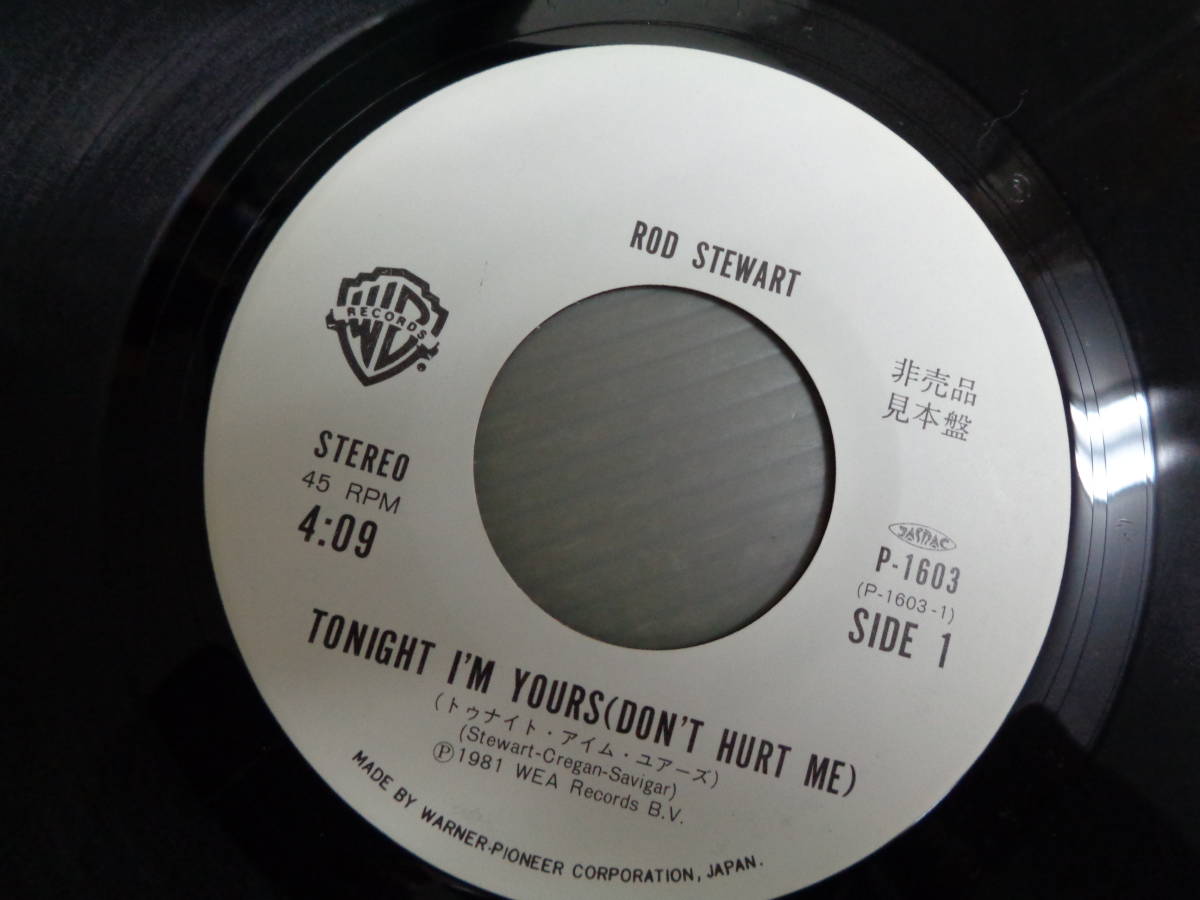 ROD STEWART
RECORDS
非売品
見本盤
STEREO
45 RPM
4:09
JASRAC
P-1603
(P-1603-1)
SIDE 1
TONIGHT I'M YOURS(DON'T HURT ME)
(トゥナイト・アイム・ユアーズ)
(Stewart-Cregan-Savigar)
Ⓟ1981 WEA Records B.V.
MADE BY WARNER-PIONEER CORPORATION, JAPAN.